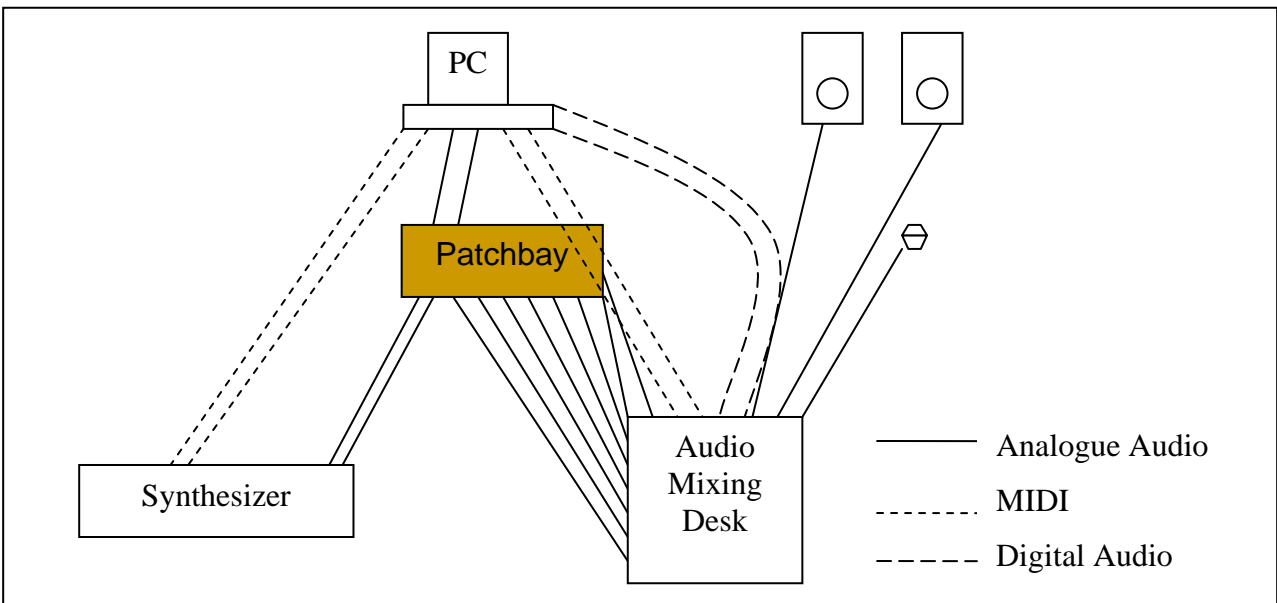 PC
Patchbay
Synthesizer
Audio
Mixing
Desk
Analogue Audio
MIDI
Digital Audio